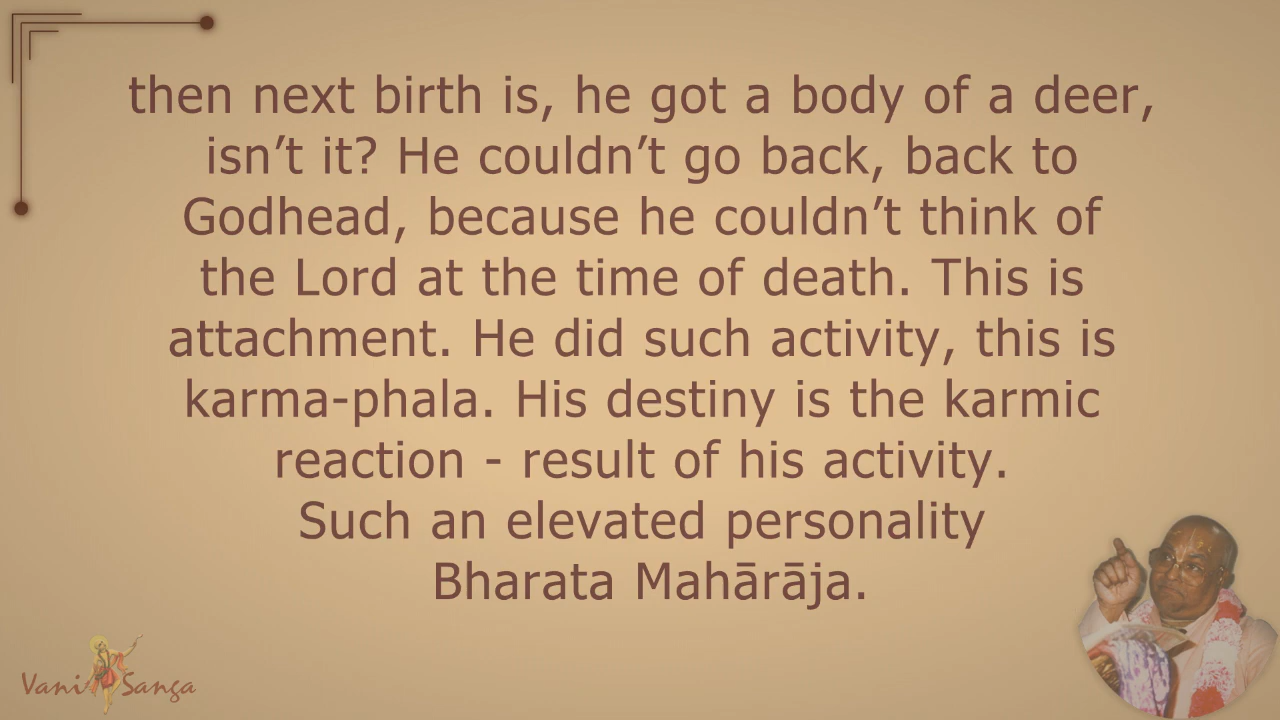 then next birth is, he got a body of a deer,
isn’t it? He couldn’t go back, back to
Godhead, because he couldn’t think of
the Lord at the time of death. This is
attachment. He did such activity, this is
karma-phala. His destiny is the karmic
reaction - result of his activity.
Such an elevated personality
Bharata Mahārāja.
Vani Sanga